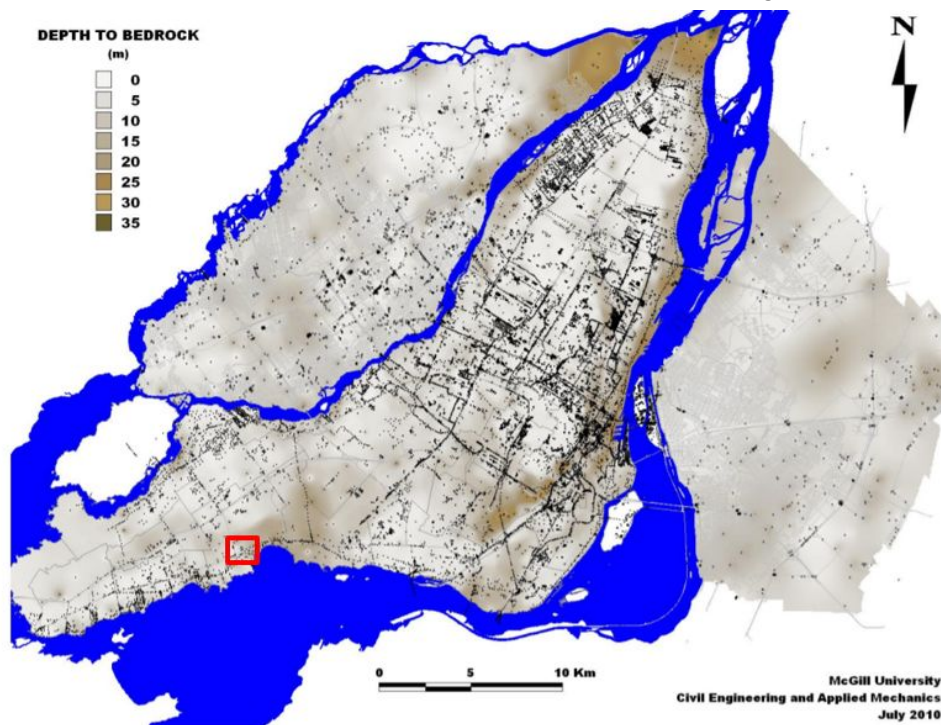 DEPTH TO BEDROCK
(m)
0
5
10
15
20
25
30
35
N
0 5 10 Km
McGill University
Civil Engineering and Applied Mechanics
July 2010